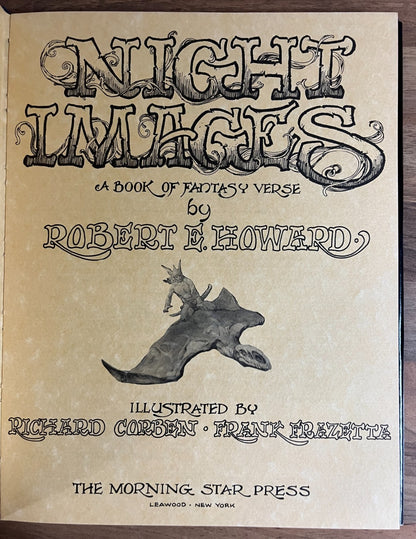 NIGHT
IMAGES
A BOOK OF FANTASY VERSE
by
ROBERT E. HOWARD.
ILLUSTRATED BY
RICHARD CORBEN · FRANK FRAZETTA
THE MORNING STAR PRESS
LEAWOOD · NEW YORK